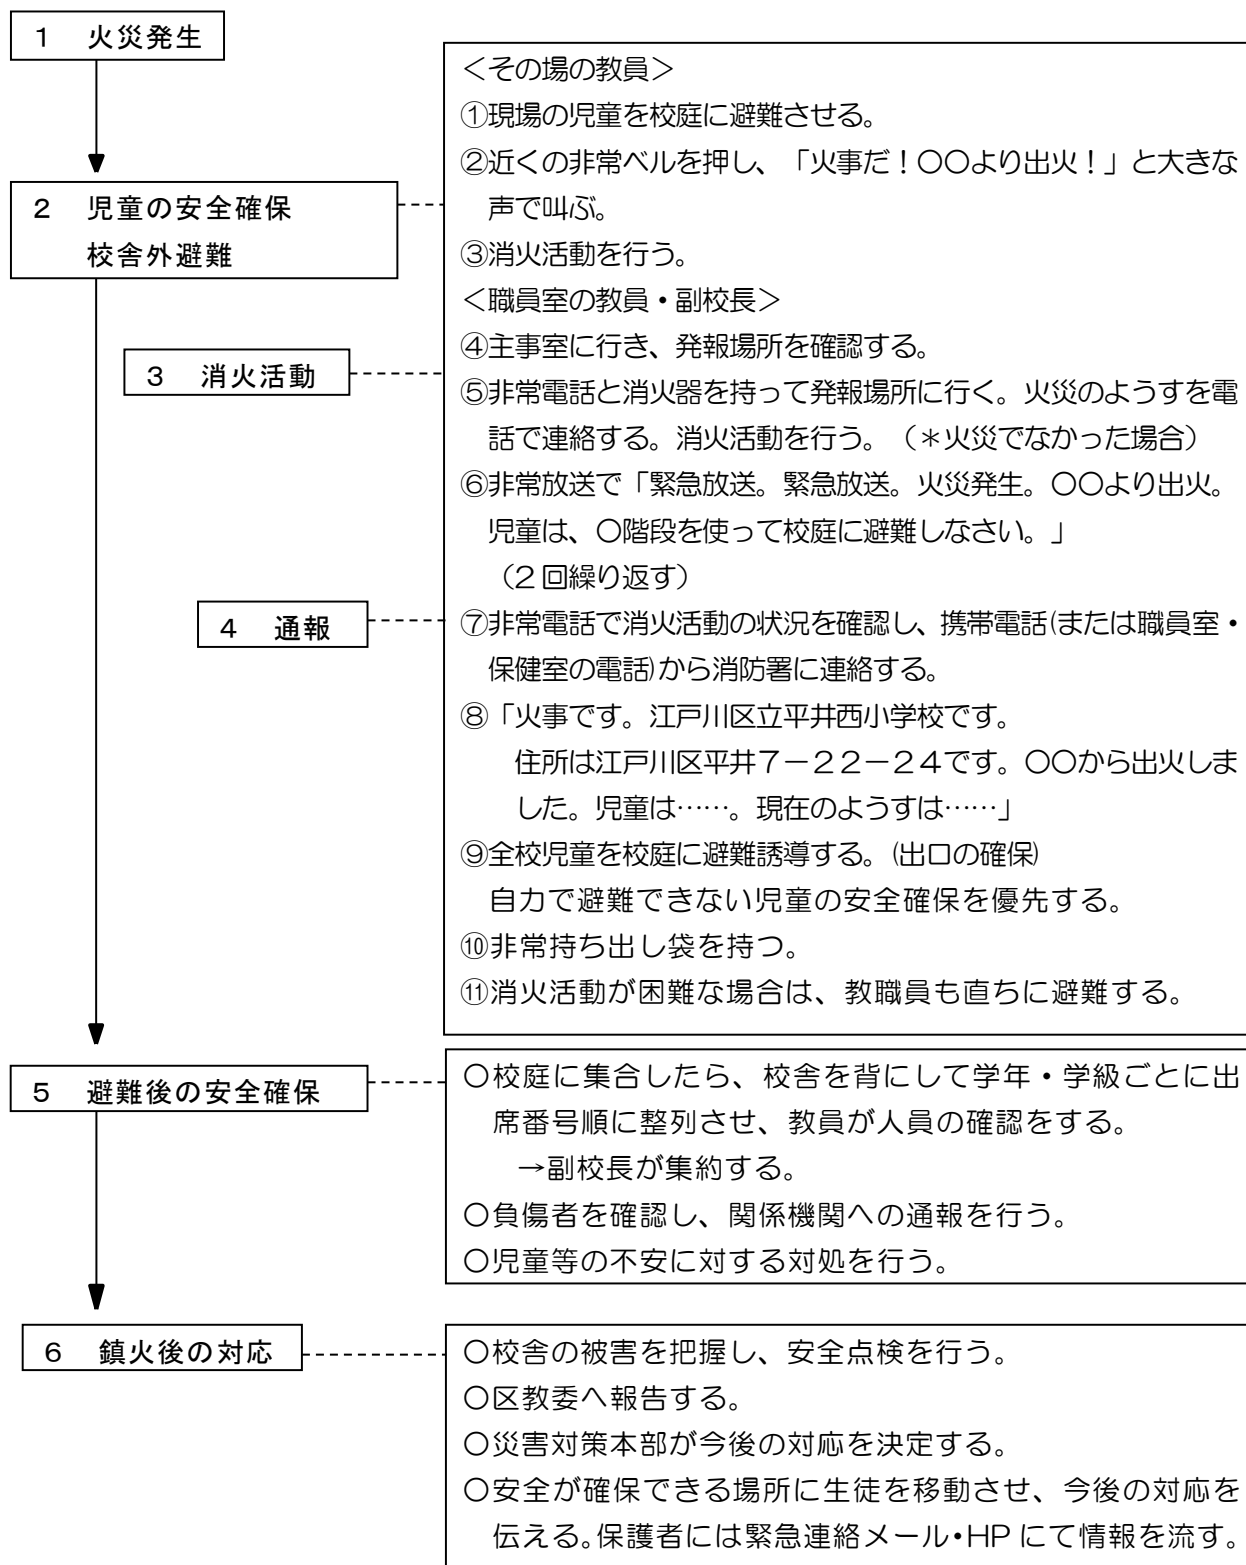 １　火災発生
２　児童の安全確保
校舎外避難
３　消火活動
４　通報
＜その場の教員＞
①現場の児童を校庭に避難させる。
②近くの非常ベルを押し、「火事だ！〇〇より出火！」と大きな
声で叫ぶ。
③消火活動を行う。
＜職員室の教員・副校長＞
④主事室に行き、発報場所を確認する。
⑤非常電話と消火器を持って発報場所に行く。火災のようすを電
話で連絡する。消火活動を行う。（＊火災でなかった場合）
⑥非常放送で「緊急放送。緊急放送。火災発生。〇〇より出火。
児童は、〇階段を使って校庭に避難しなさい。」
（２回繰り返す）
⑦非常電話で消火活動の状況を確認し、携帯電話(または職員室・
保健室の電話)から消防署に連絡する。
⑧「火事です。江戸川区立平井西小学校です。
住所は江戸川区平井７－２２－２４です。〇〇から出火しま
した。児童は……。現在のようすは……」
⑨全校児童を校庭に避難誘導する。(出口の確保)
自力で避難できない児童の安全確保を優先する。
⑩非常持ち出し袋を持つ。
⑪消火活動が困難な場合は、教職員も直ちに避難する。
５　避難後の安全確保
〇校庭に集合したら、校舎を背にして学年・学級ごとに出
席番号順に整列させ、教員が人員の確認をする。
→副校長が集約する。
〇負傷者を確認し、関係機関への通報を行う。
〇児童等の不安に対する対処を行う。
６　鎮火後の対応
〇校舎の被害を把握し、安全点検を行う。
〇区教委へ報告する。
〇災害対策本部が今後の対応を決定する。
〇安全が確保できる場所に生徒を移動させ、今後の対応を
伝える。保護者には緊急連絡メール・HP にて情報を流す。